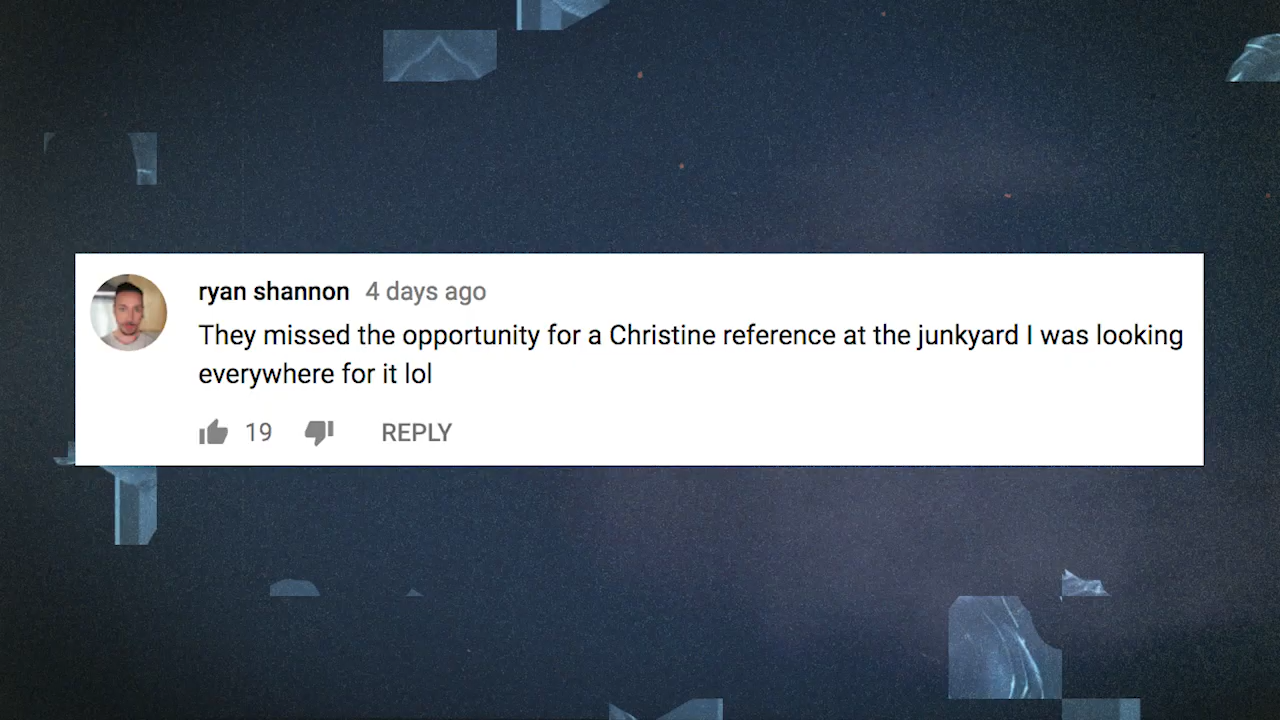 ryan shannon 4 days ago
They missed the opportunity for a Christine reference at the junkyard I was looking
everywhere for it lol
19 REPLY